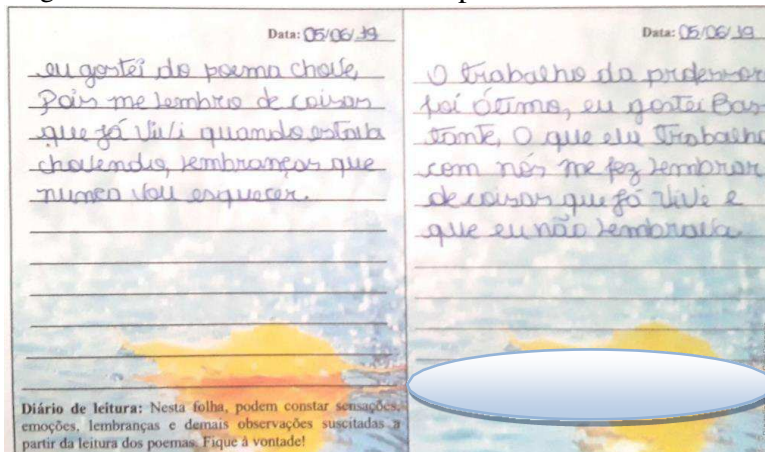 Data: 05/06/19
eu gostei do poema chove,
Pois me lembro de coisas
que já vivi quando estava
chovendo, lembranças que
nunca vou esquecer.
Diário de leitura: Nesta folha, podem constar sensações,
emoções, lembranças e demais observações suscitadas a
partir da leitura dos poemas. Fique à vontade!
Data: 05/06/19
O trabalho da professor
foi ótimo, eu gostei Bas
tante, O que elu trabalho
com nós me fez lembrar
de coisas que já vivi e
que eu não lembrava.